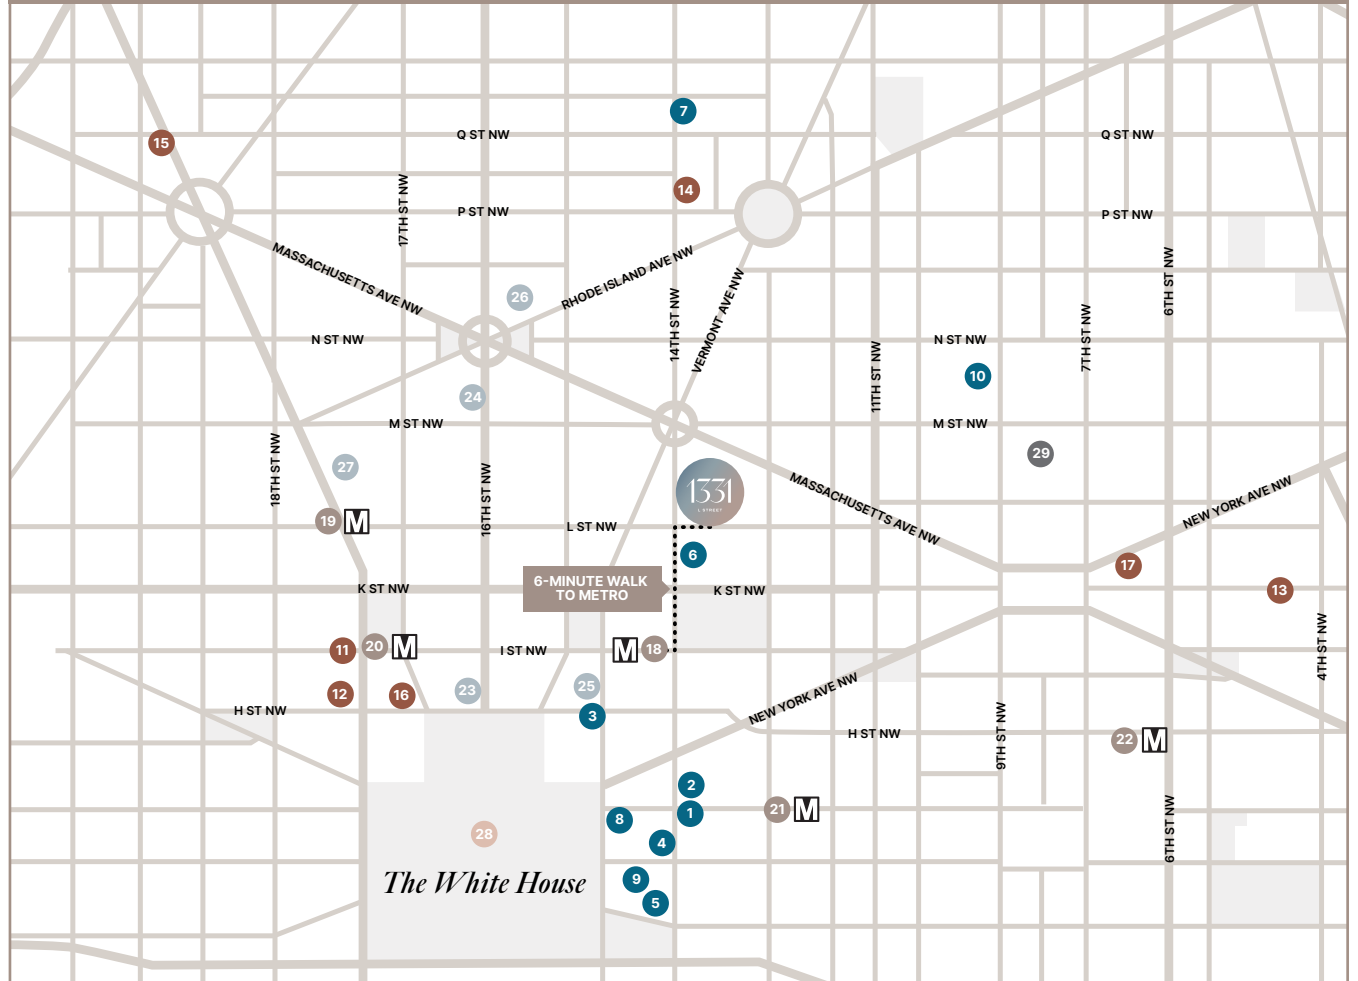 7
15
Q ST NW
Q ST NW
14
17TH ST NW
P ST NW
P ST NW
MASSACHUSETTS AVE NW
RHODE ISLAND AVE NW
26
14TH ST NW
VERMONT AVE NW
6TH ST NW
N ST NW
N ST NW
7TH ST NW
11TH ST NW
10
24
M ST NW
M ST NW
29
18TH ST NW
27
16TH ST NW
1331
L STREET
MASSACHUSETTS AVE NW
NEW YORK AVE NW
19 M
L ST NW
6
17
6-MINUTE WALK
TO METRO
K ST NW
K ST NW
13
11
20 M
I ST NW
M 18
4TH ST NW
12
16
23
25
NEW YORK AVE NW
H ST NW
3
H ST NW
9TH ST NW
22 M
2
8
1
21 M
28
4
6TH ST NW
The White House
9
5